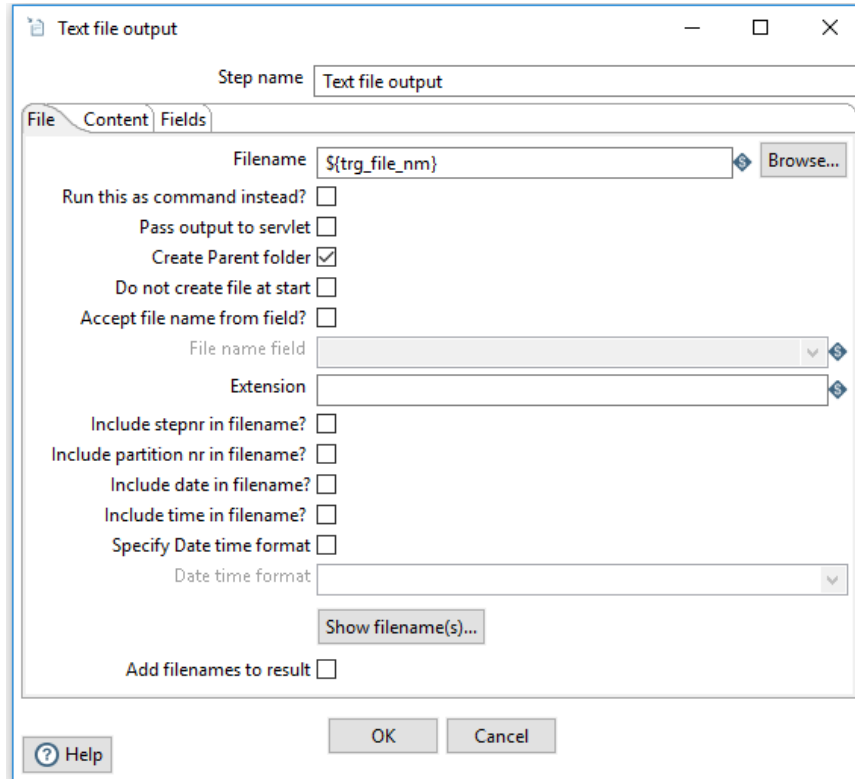 Text file output
Step name Text file output
File Content Fields
Filename ${trg_file_nm} Browse...
Run this as command instead?
Pass output to servlet
Create Parent folder
Do not create file at start
Accept file name from field?
File name field
Extension
Include stepnr in filename?
Include partition nr in filename?
Include date in filename?
Include time in filename?
Specify Date time format
Date time format
Show filename(s)...
Add filenames to result
OK Cancel
Help